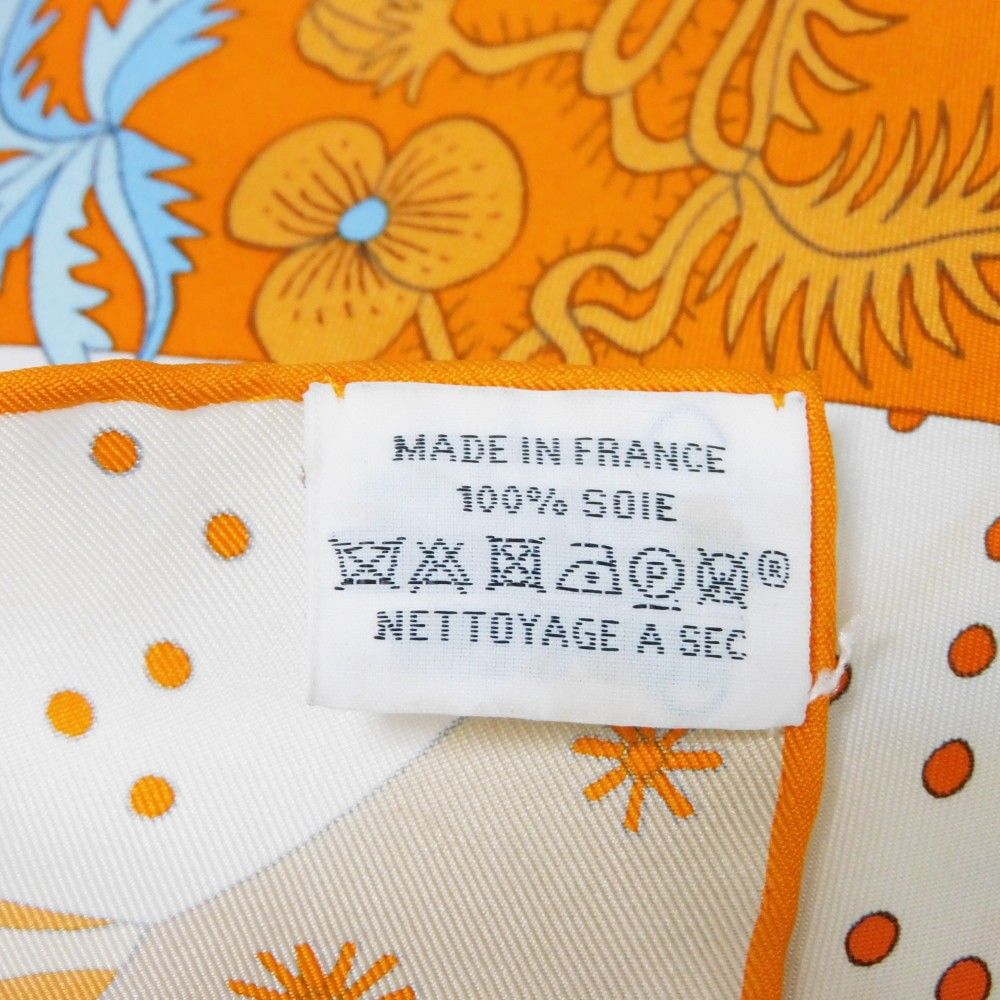 MADE IN FRANCE
100% SOIE
P ®
NETTOYAGE A SEC